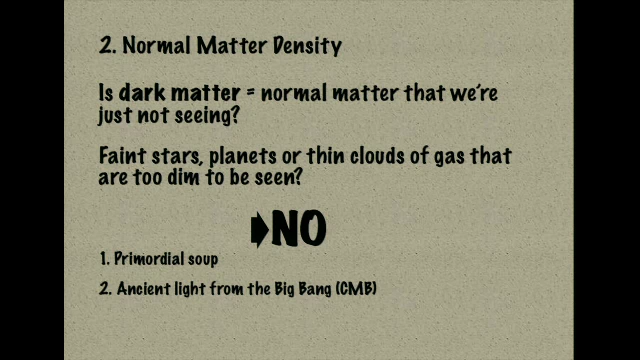 2. Normal Matter Density
Is dark matter = normal matter that we're
just not seeing?
Faint stars, planets or thin clouds of gas that
are too dim to be seen?
NO
1. Primordial soup
2. Ancient light from the Big Bang (CMB)